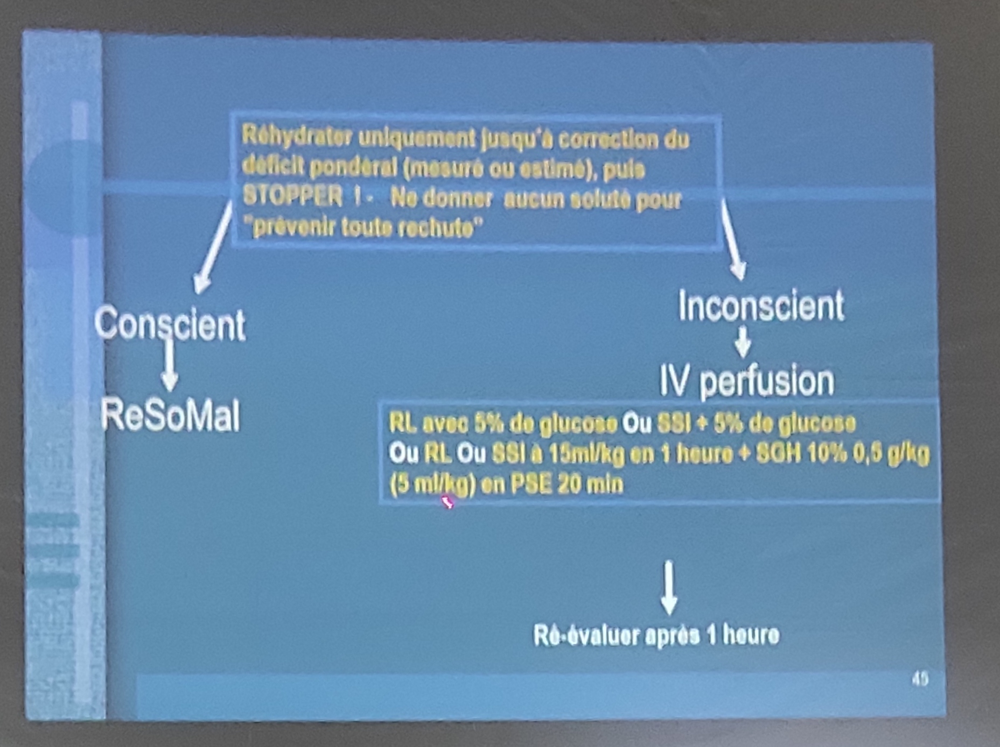 Réhydrater uniquement jusqu'à correction du
déficit pondéral (mesuré ou estimé), puis
STOPPER ! - Ne donner aucun soluté pour
"prévenir toute rechute"
Conscient
ReSoMal
Inconscient
IV perfusion
RL avec 5% de glucose Ou SSI + 5% de glucose
Ou RL Ou SSI à 15ml/kg en 1 heure + SGH 10% 0,5 g/kg
(5 ml/kg) en PSE 20 min
Ré-évaluer après 1 heure